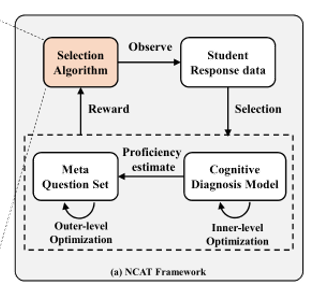 Selection
Algorithm
Observe
Student
Response data
Reward
Selection
Meta
Question Set
Proficiency
estimate
Cognitive
Diagnosis Model
Outer-level
Optimization
Inner-level
Optimization
(a) NCAT Framework